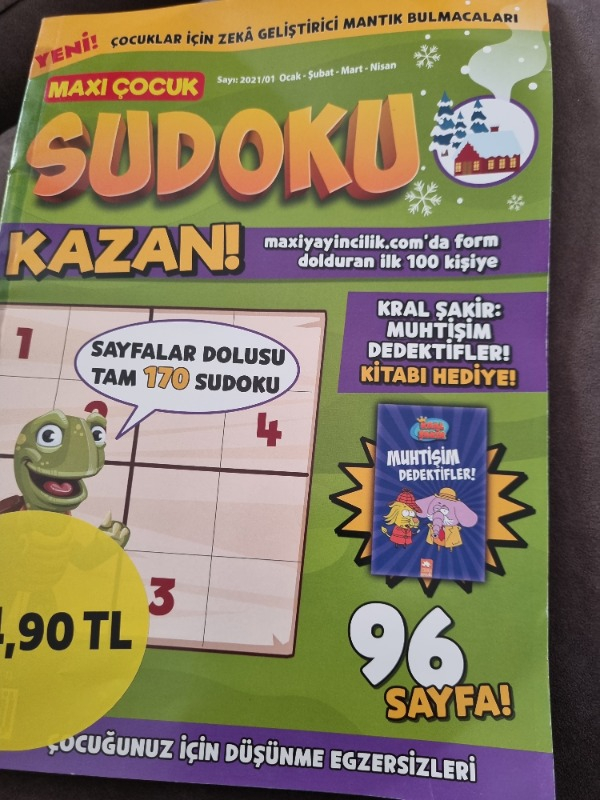 YENİ!
ÇOCUKLAR İÇİN ZEKÂ GELİŞTİRİCİ MANTIK BULMACALARI
MAXI ÇOCUK
Sayı: 2021/01 Ocak - Şubat - Mart - Nisan
SUDOKU
KAZAN!
maxiyayincilik.com'da form
dolduran ilk 100 kişiye
KRAL ŞAKİR:
MUHTİŞİM
DEDEKTİFLER!
KİTABI HEDİYE!
1
SAYFALAR DOLUSU
TAM 170 SUDOKU
4
MUHTİŞİM
DEDEKTİFLER!
3
,90 TL
96
SAYFA!
ÇOCUĞUNUZ İÇİN DÜŞÜNME EGZERSİZLERİ